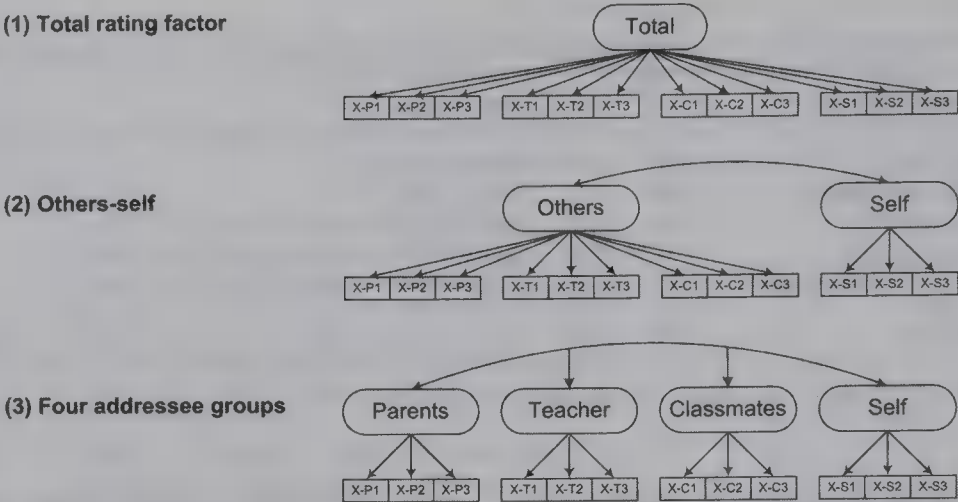 (1) Total rating factor
Total
X-P1 X-P2 X-P3 X-T1 X-T2 X-T3 X-C1 X-C2 X-C3 X-S1 X-S2 X-S3
(2) Others-self
Others Self
X-P1 X-P2 X-P3 X-T1 X-T2 X-T3 X-C1 X-C2 X-C3 X-S1 X-S2 X-S3
(3) Four addressee groups
Parents Teacher Classmates Self
X-P1 X-P2 X-P3 X-T1 X-T2 X-T3 X-C1 X-C2 X-C3 X-S1 X-S2 X-S3